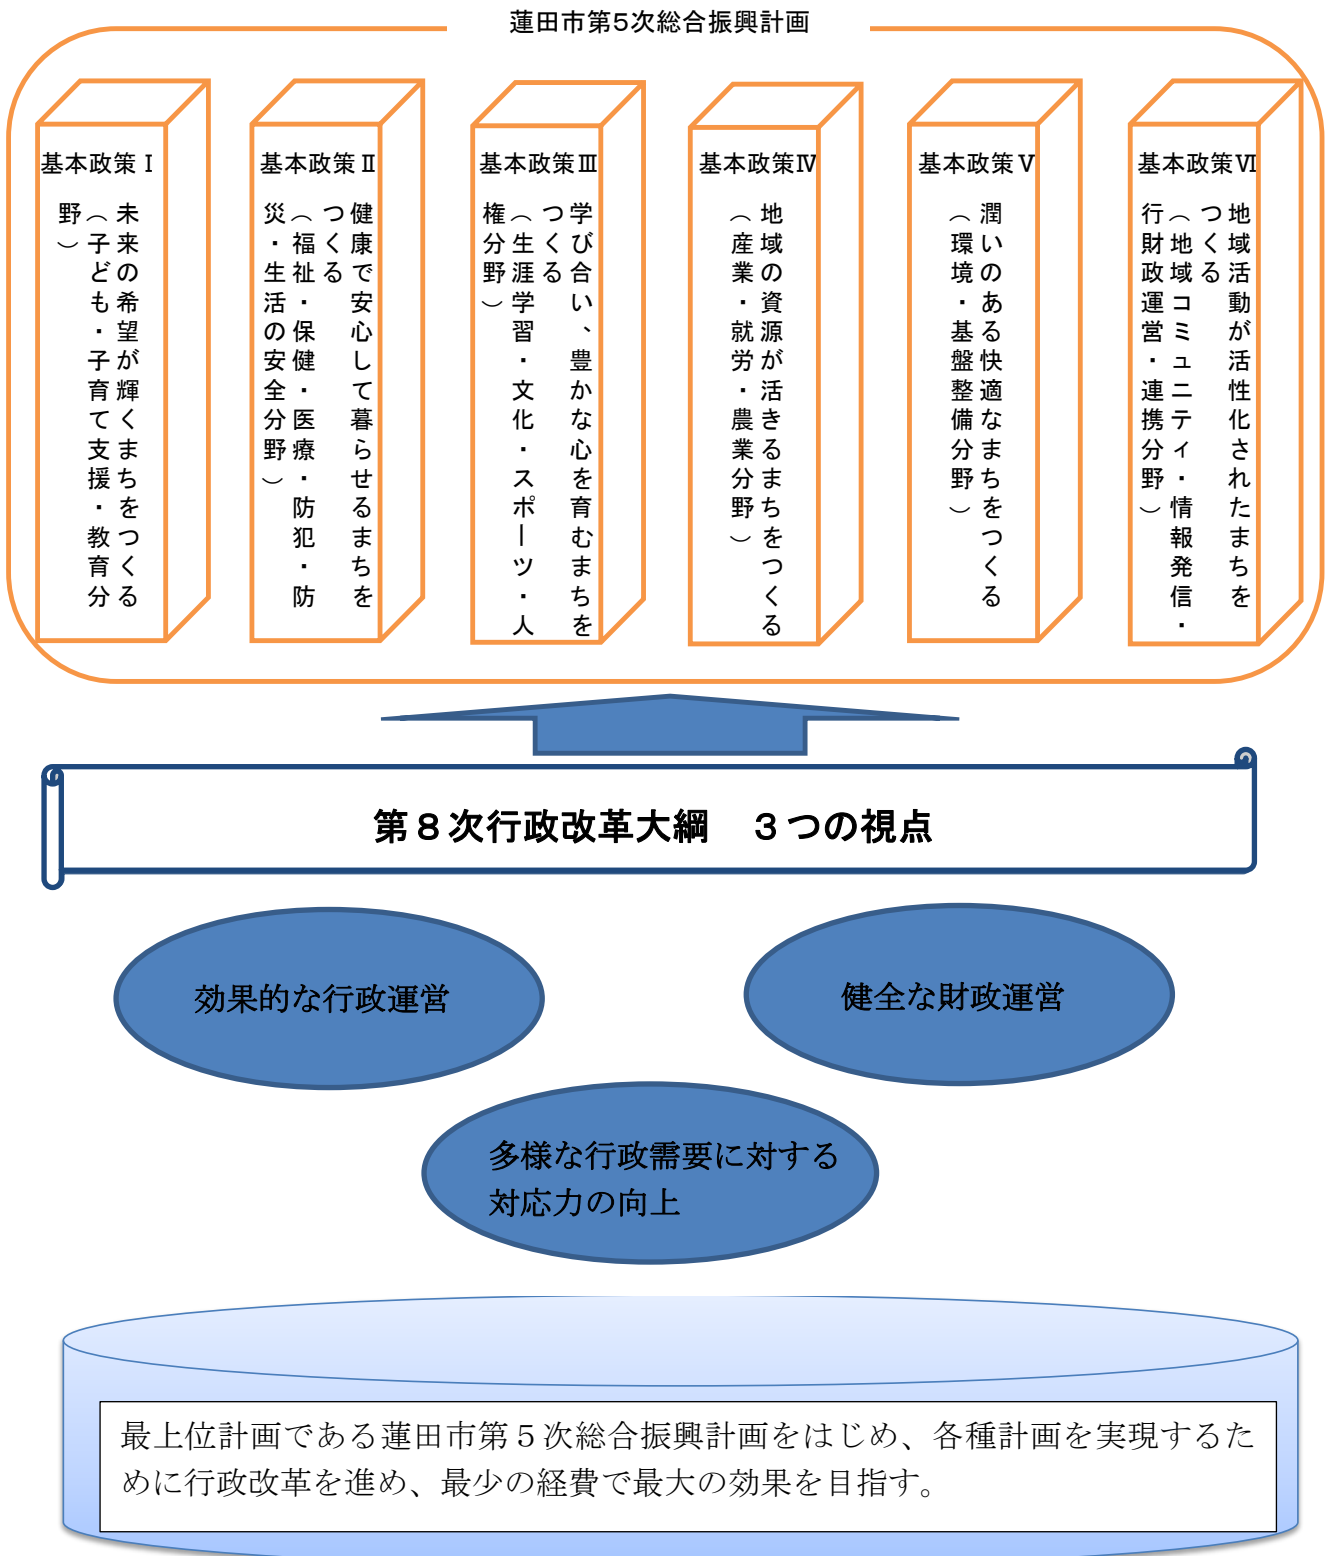 蓮田市第5次総合振興計画
基本政策Ⅰ
未来の希望が輝くまちをつくる
（子ども・子育て支援・教育分
野）
基本政策Ⅱ
健康で安心して暮らせるまちを
つくる
（福祉・保健・医療・防犯・防
災・生活の安全分野）
基本政策Ⅲ
学び合い、豊かな心を育むまちを
つくる
（生涯学習・文化・スポーツ・人
権分野）
基本政策Ⅳ
地域の資源が活きるまちをつくる
（産業・就労・農業分野）
基本政策Ⅴ
潤いのある快適なまちをつくる
（環境・基盤整備分野）
基本政策Ⅵ
地域活動が活性化されたまちを
つくる
（地域コミュニティ・情報発信・
行財政運営・連携分野）
第８次行政改革大綱　３つの視点
効果的な行政運営
健全な財政運営
多様な行政需要に対する
対応力の向上
最上位計画である蓮田市第５次総合振興計画をはじめ、各種計画を実現するた
めに行政改革を進め、最少の経費で最大の効果を目指す。